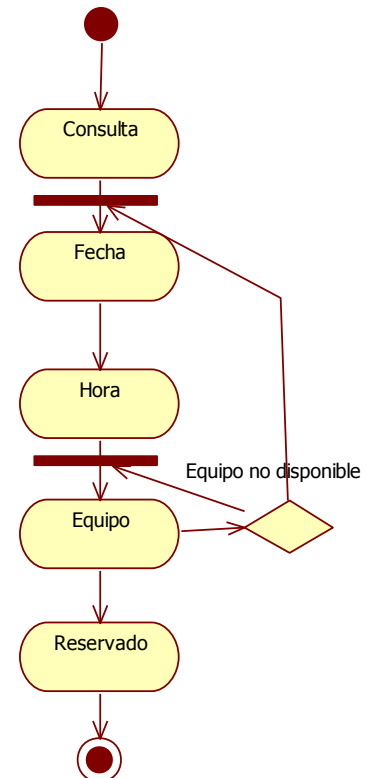 Consulta
Fecha
Hora
Equipo no disponible
Equipo
Reservado